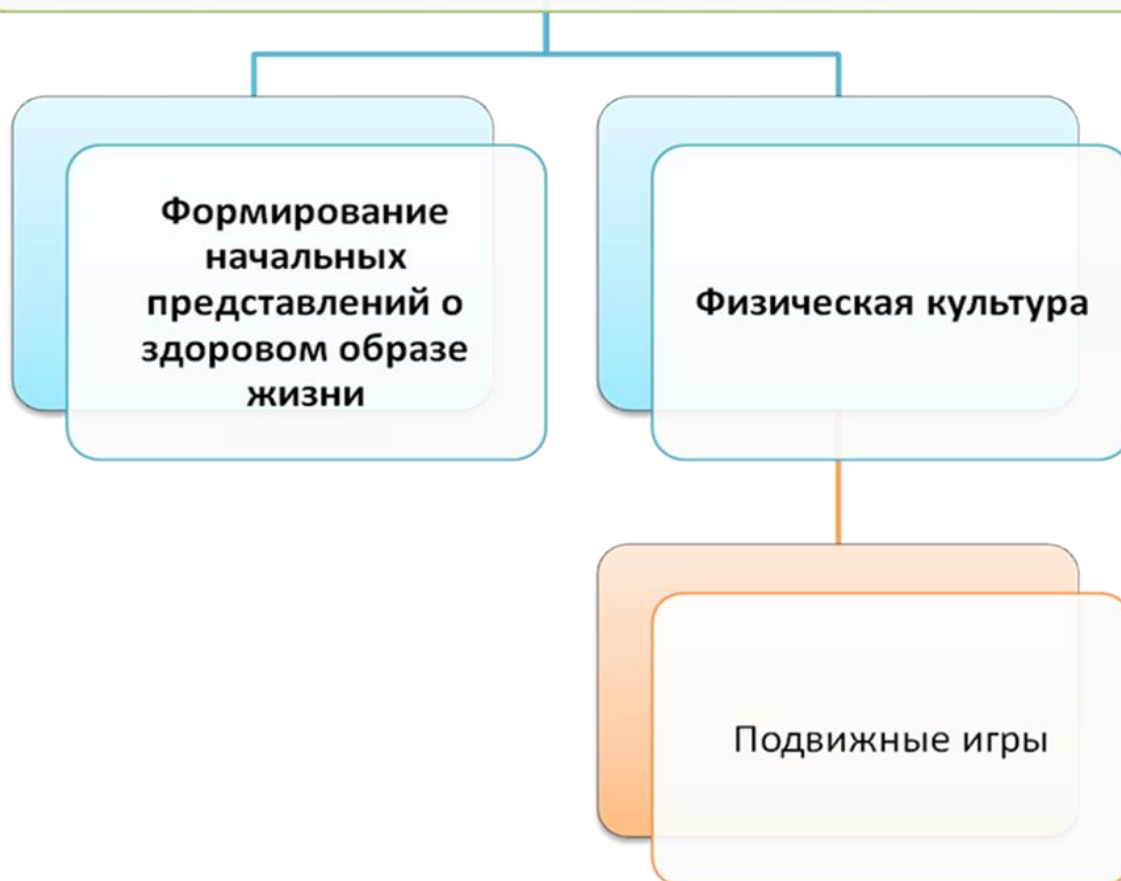 Формирование
начальных
представлений о
здоровом образе
жизни
Физическая культура
Подвижные игры